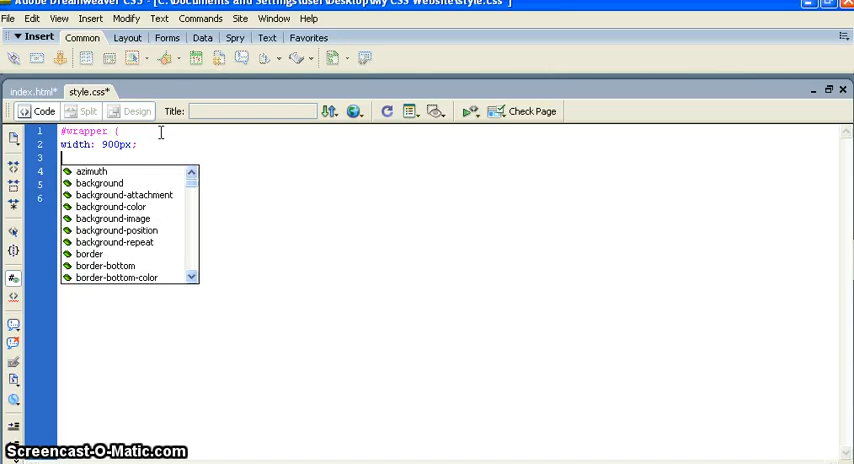 Adobe Dreamweaver CS3 - [C:\Documents and Settings\user\Desktop\My CSS Website\style.css*]
File Edit View Insert Modify Text Commands Site Window Help
Insert Common Layout Forms Data Spry Text Favorites
index.html* style.css*
Code Split Design Title: Check Page
1 #wrapper {
2 width: 900px;
3
4 azimuth
5 background
background-attachment
6 background-color
background-image
background-position
background-repeat
border
border-bottom
border-bottom-color
Screencast-O-Matic.com